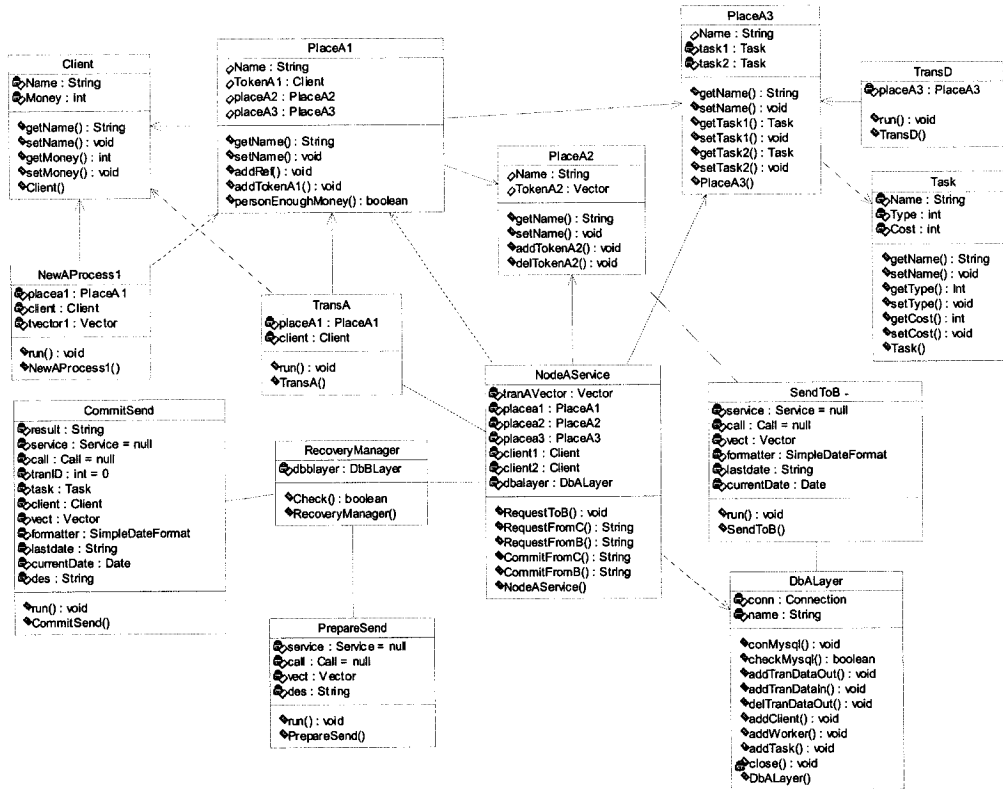 Client
Name : String
Money : int
getName() : String
setName() : void
getMoney() : int
setMoney() : void
Client()
PlaceA1
Name : String
TokenA1 : Client
placeA2 : PlaceA2
placeA3 : PlaceA3
getName() : String
setName() : void
addRef() : void
addTokenA1() : void
personEnoughMoney() : boolean
PlaceA3
Name : String
task1 : Task
task2 : Task
getName() : String
setName() : void
getTask1() : Task
setTask1() : void
getTask2() : Task
setTask2() : void
PlaceA3()
TransD
placeA3 : PlaceA3
run() : void
TransD()
PlaceA2
Name : String
TokenA2 : Vector
getName() : String
setName() : void
addTokenA2() : void
delTokenA2() : void
Task
Name : String
Type : int
Cost : int
getName() : String
setName() : void
getType() : Int
setType() : void
getCost() : int
setCost() : void
Task()
NewAProcess1
placea1 : PlaceA1
client : Client
tvector1 : Vector
run() : void
NewAProcess1()
TransA
placeA1 : PlaceA1
client : Client
run() : void
TransA()
NodeAService
tranAVector : Vector
placea1 : PlaceA1
placea2 : PlaceA2
placea3 : PlaceA3
client1 : Client
client2 : Client
dbalayer : DbALayer
RequestToB() : void
RequestFromC() : String
RequestFromB() : String
CommitFromC() : String
CommitFromB() : String
NodeAService()
SendToB -
service : Service = null
call : Call = null
vect : Vector
formatter : SimpleDateFormat
lastdate : String
currentDate : Date
run() : void
SendToB()
CommitSend
result : String
service : Service = null
call : Call = null
tranID : int = 0
task : Task
client : Client
vect : Vector
formatter : SimpleDateFormat
lastdate : String
currentDate : Date
des : String
run() : void
CommitSend()
RecoveryManager
dbblayer : DbBLayer
Check() : boolean
RecoveryManager()
PrepareSend
service : Service = null
call : Call = null
vect : Vector
des : String
run() : void
PrepareSend()
DbALayer
conn : Connection
name : String
conMysql() : void
checkMysql() : boolean
addTranDataOut() : void
addTranDataIn() : void
delTranDataOut() : void
addClient() : void
addWorker() : void
addTask() : void
close() : void
DbALayer()